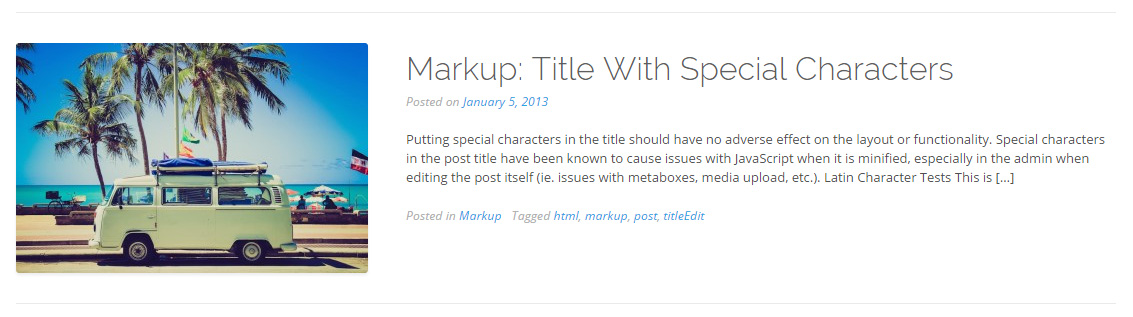 Markup: Title With Special Characters
Posted on January 5, 2013
Putting special characters in the title should have no adverse effect on the layout or functionality. Special characters
in the post title have been known to cause issues with JavaScript when it is minified, especially in the admin when
editing the post itself (ie. issues with metaboxes, media upload, etc.). Latin Character Tests This is […]
Posted in Markup Tagged html, markup, post, titleEdit